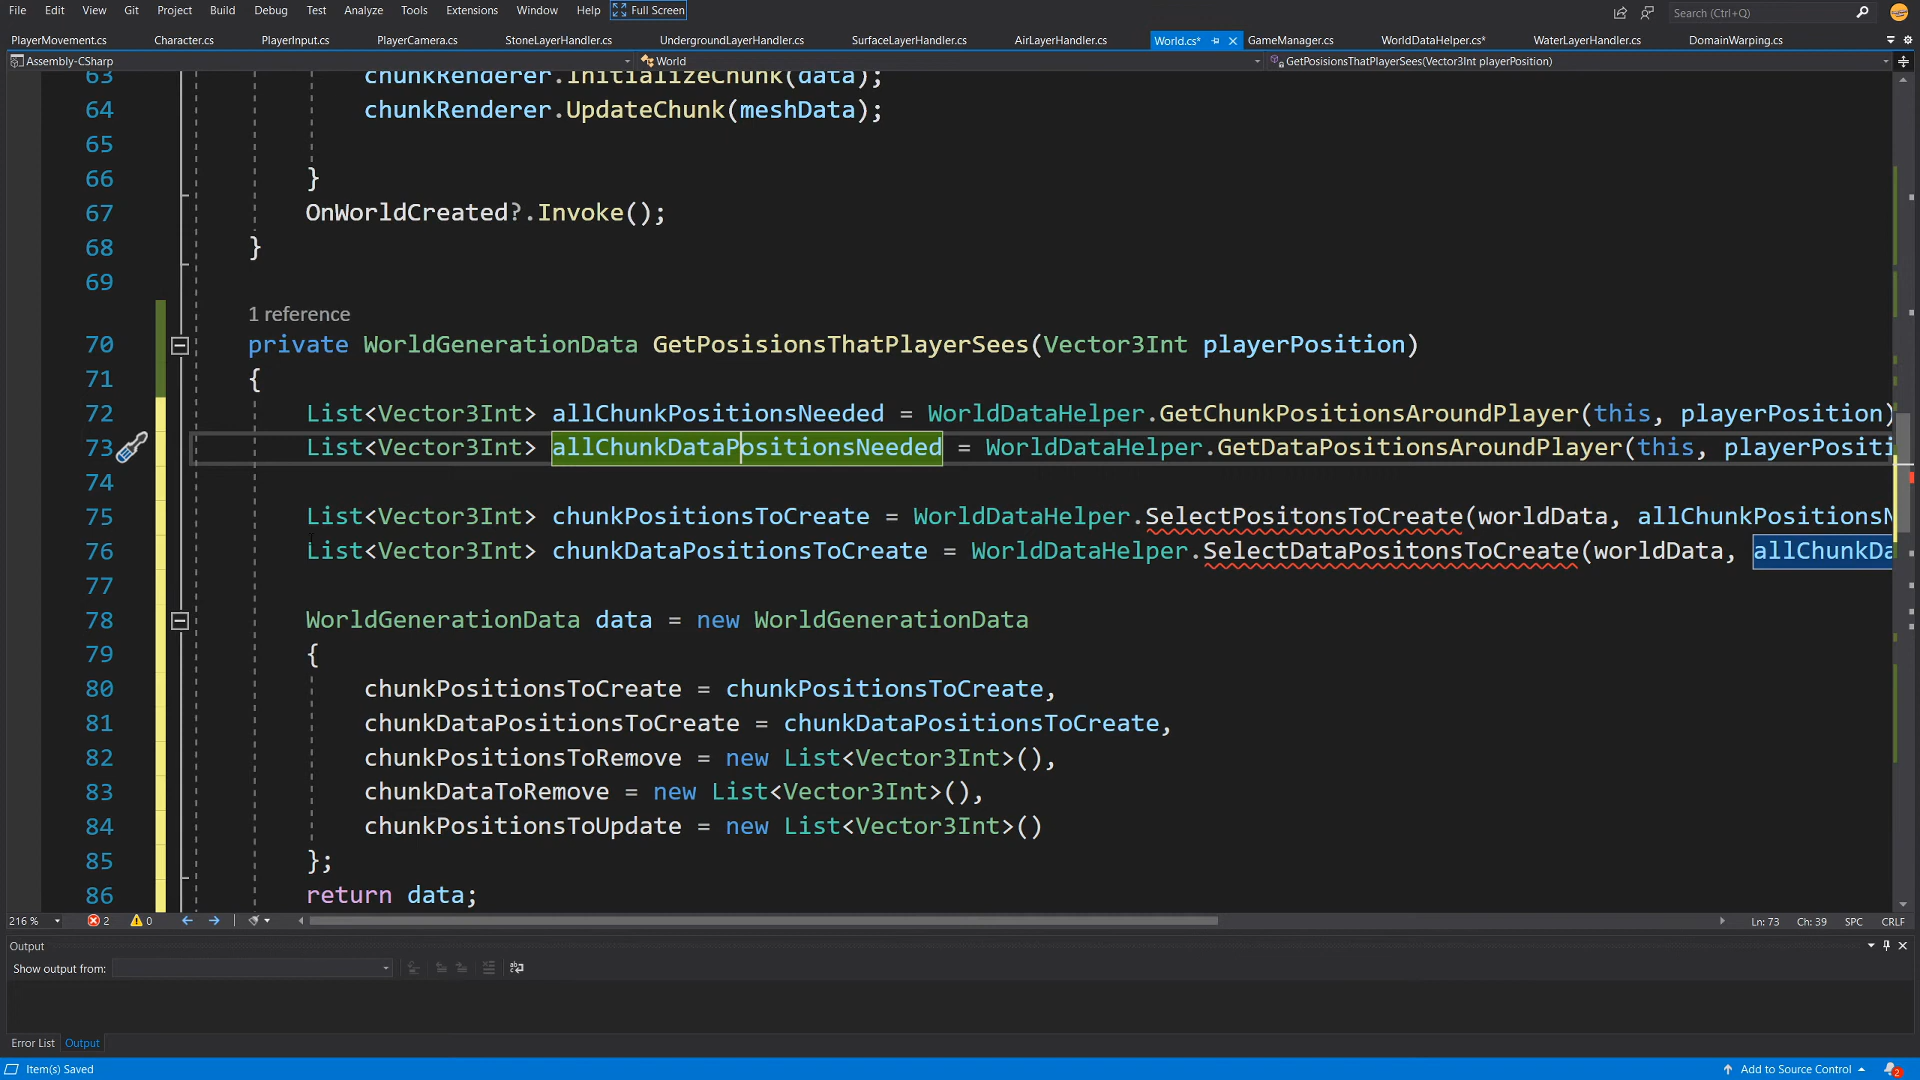 File Edit View Git Project Build Debug Test Analyze Tools Extensions Window Help Full Screen Search (Ctrl+Q)
PlayerMovement.cs Character.cs PlayerInput.cs PlayerCamera.cs StoneLayerHandler.cs UndergroundLayerHandler.cs SurfaceLayerHandler.cs AirLayerHandler.cs World.cs* GameManager.cs WorldDataHelper.cs* WaterLayerHandler.cs DomainWarping.cs
Assembly-CSharp World GetPosisionsThatPlayerSees(Vector3Int playerPosition)
63 chunkRenderer.InitializeChunk(data);
64 chunkRenderer.UpdateChunk(meshData);
65
66 }
67 OnWorldCreated?.Invoke();
68 }
69
1 reference
70 private WorldGenerationData GetPosisionsThatPlayerSees(Vector3Int playerPosition)
71 {
72 List<Vector3Int> allChunkPositionsNeeded = WorldDataHelper.GetChunkPositionsAroundPlayer(this, playerPosition)
73 List<Vector3Int> allChunkDataPositionsNeeded = WorldDataHelper.GetDataPositionsAroundPlayer(this, playerPositi
74
75 List<Vector3Int> chunkPositionsToCreate = WorldDataHelper.SelectPositonsToCreate(worldData, allChunkPositionsN
76 List<Vector3Int> chunkDataPositionsToCreate = WorldDataHelper.SelectDataPositonsToCreate(worldData, allChunkDa
77
78 WorldGenerationData data = new WorldGenerationData
79 {
80 chunkPositionsToCreate = chunkPositionsToCreate,
81 chunkDataPositionsToCreate = chunkDataPositionsToCreate,
82 chunkPositionsToRemove = new List<Vector3Int>(),
83 chunkDataToRemove = new List<Vector3Int>(),
84 chunkPositionsToUpdate = new List<Vector3Int>()
85 };
86 return data;
216 % 2 0 Ln: 73 Ch: 39 SPC CRLF
Output
Show output from:
Error List Output
Item(s) Saved Add to Source Control 2